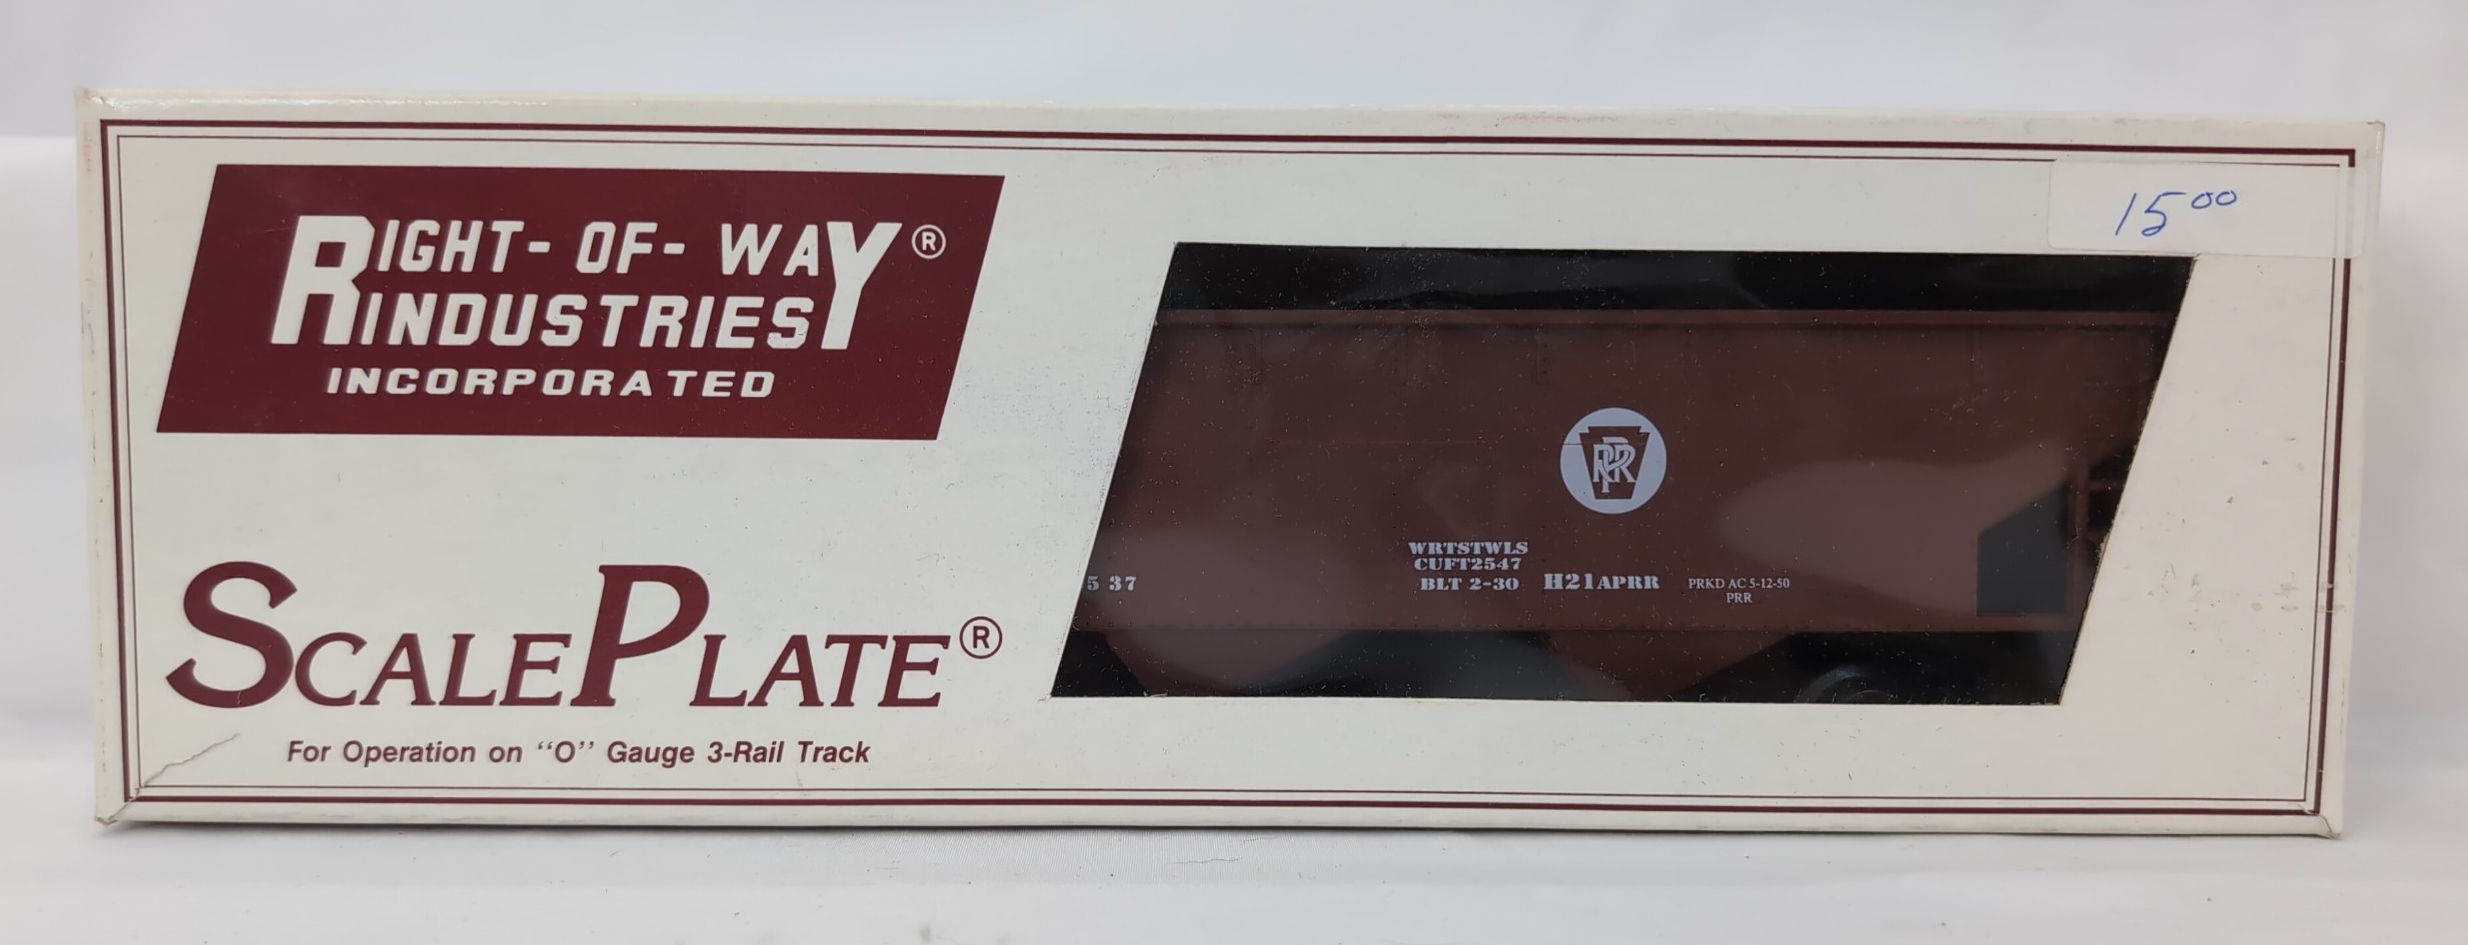 RIGHT-OF-WAY®
INDUSTRIES
INCORPORATED
SCALEPLATE®
For Operation on "O" Gauge 3-Rail Track
15⁰⁰
PRR
5 37
WRTSTWLS
CUFT2547
BLT 2-30
H21APRR
PRKD AC 5-12-50
PRR